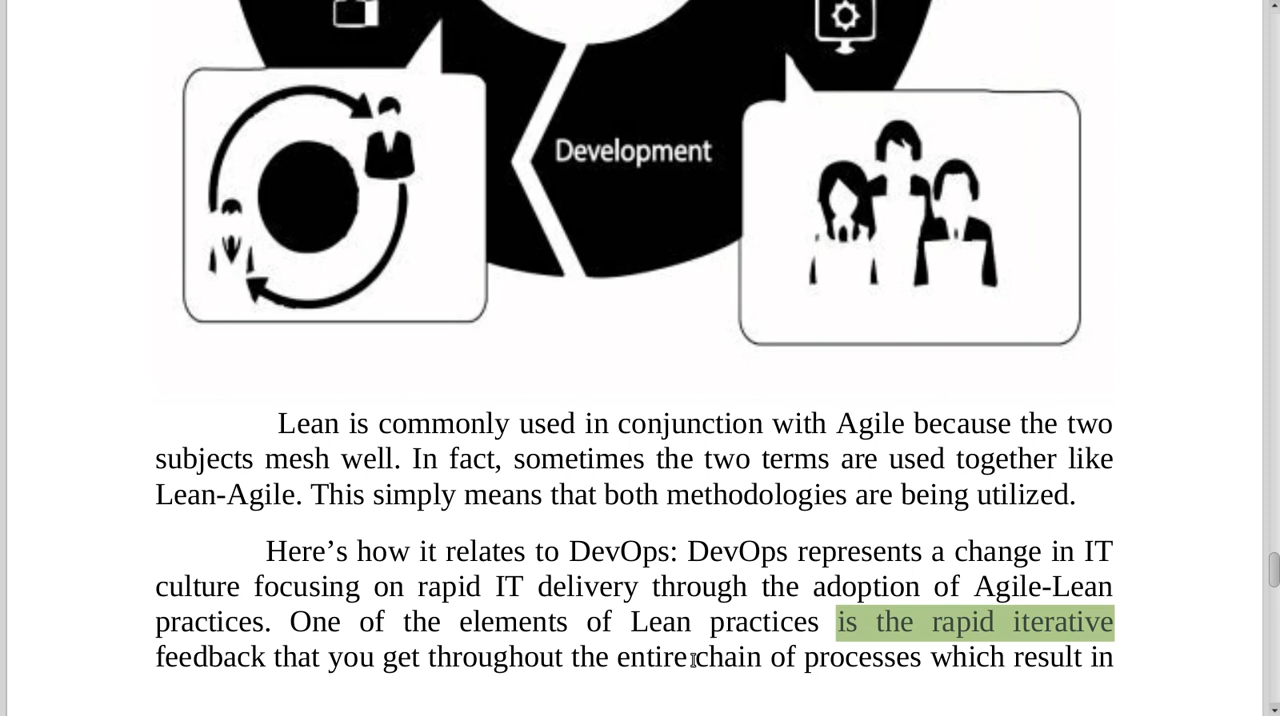 Development
Lean is commonly used in conjunction with Agile because the two
subjects mesh well. In fact, sometimes the two terms are used together like
Lean-Agile. This simply means that both methodologies are being utilized.
Here’s how it relates to DevOps: DevOps represents a change in IT
culture focusing on rapid IT delivery through the adoption of Agile-Lean
practices. One of the elements of Lean practices is the rapid iterative
feedback that you get throughout the entire chain of processes which result in